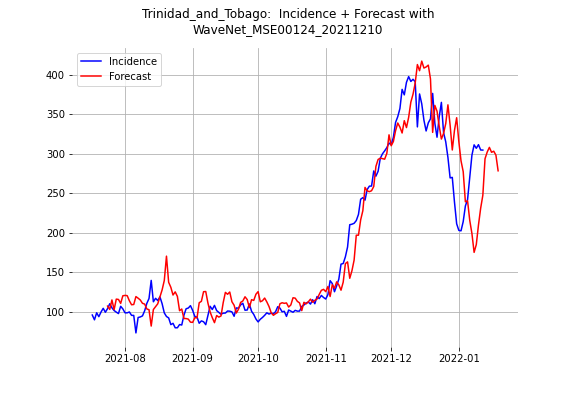 Trinidad_and_Tobago:  Incidence + Forecast with
WaveNet_MSE00124_20211210
Incidence
Forecast
400
350
300
250
200
150
100
2021-08 2021-09 2021-10 2021-11 2021-12 2022-01